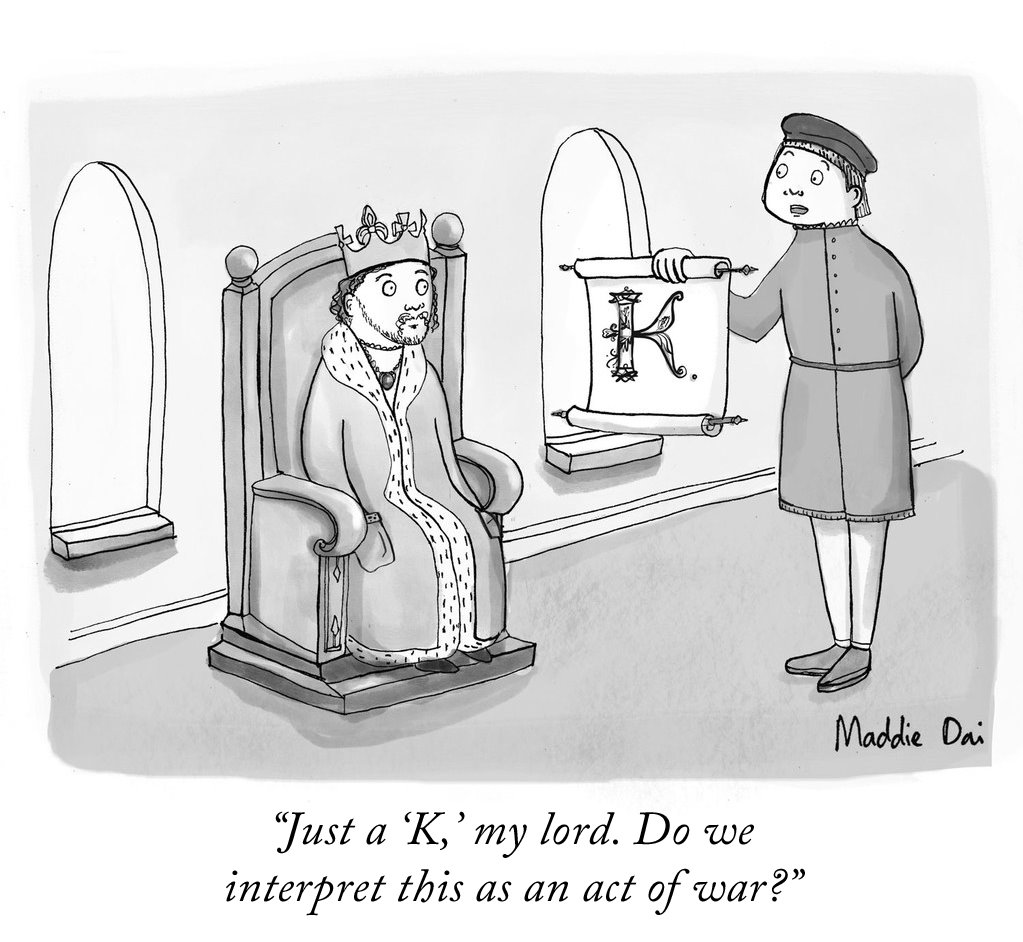 K.
Maddie Dai
“Just a ‘K,’ my lord. Do we
interpret this as an act of war?”